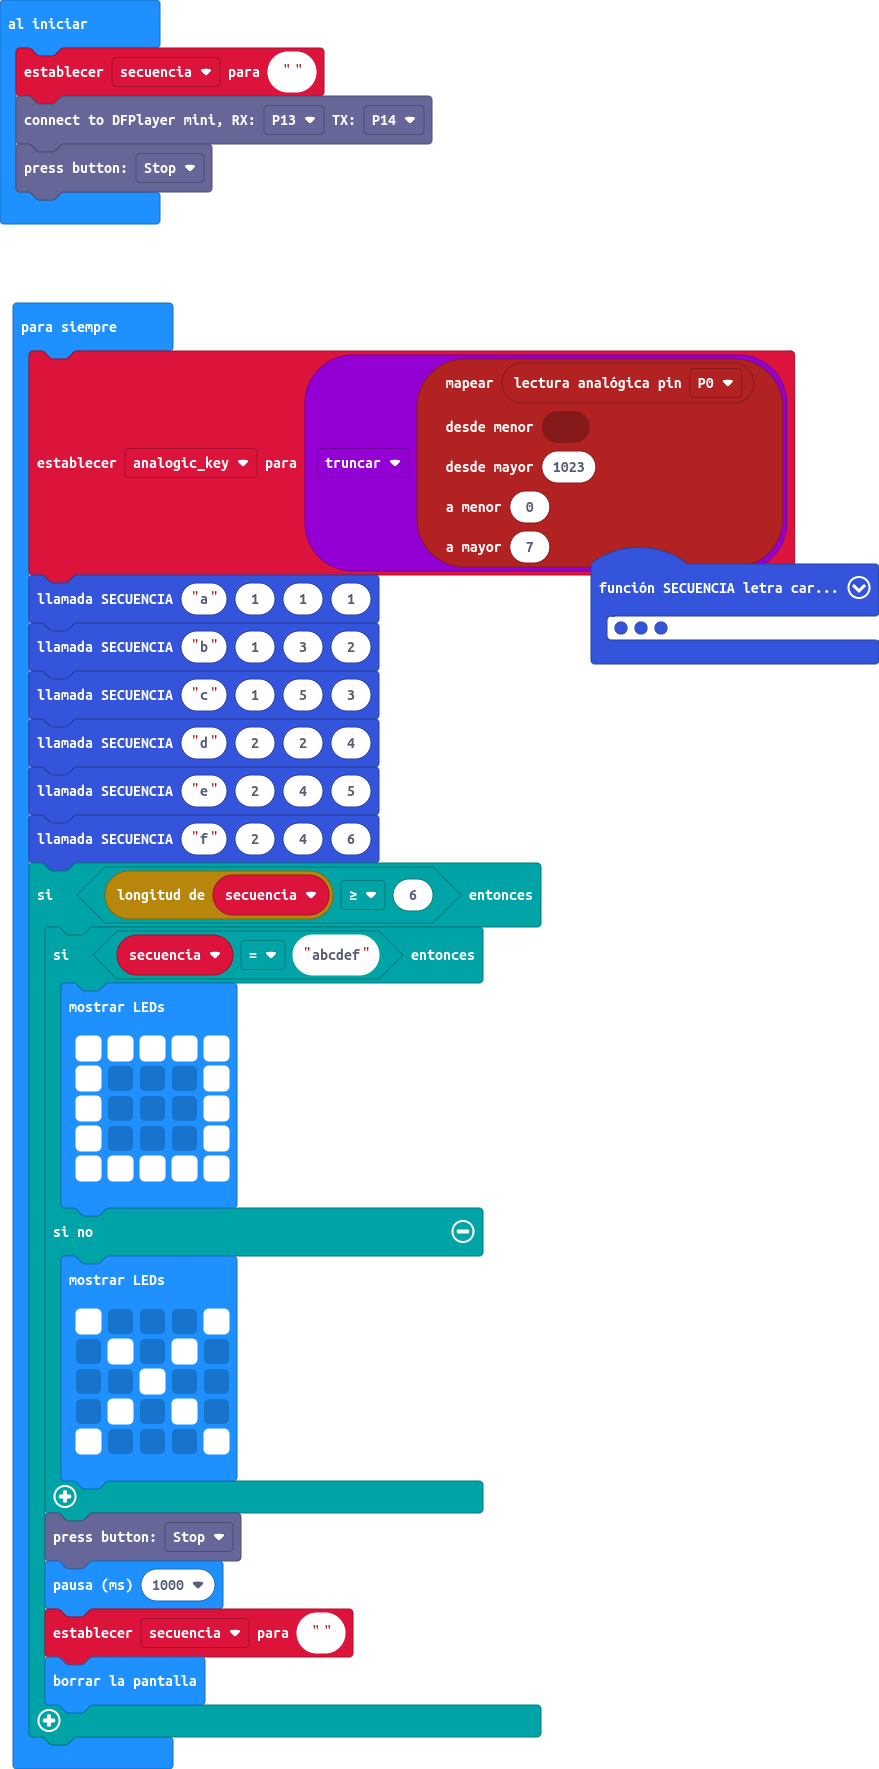 al iniciar
establecer secuencia para " "
connect to DFPlayer mini, RX: P13 TX: P14
press button: Stop
para siempre
establecer analogic_key para truncar mapear lectura analógica pin P0
desde menor
desde mayor 1023
a menor 0
a mayor 7
función SECUENCIA letra car...
llamada SECUENCIA "a" 1 1 1
llamada SECUENCIA "b" 1 3 2
llamada SECUENCIA "c" 1 5 3
llamada SECUENCIA "d" 2 2 4
llamada SECUENCIA "e" 2 4 5
llamada SECUENCIA "f" 2 4 6
si longitud de secuencia ≥ 6 entonces
si secuencia = "abcdef" entonces
mostrar LEDs
si no
mostrar LEDs
press button: Stop
pausa (ms) 1000
establecer secuencia para " "
borrar la pantalla